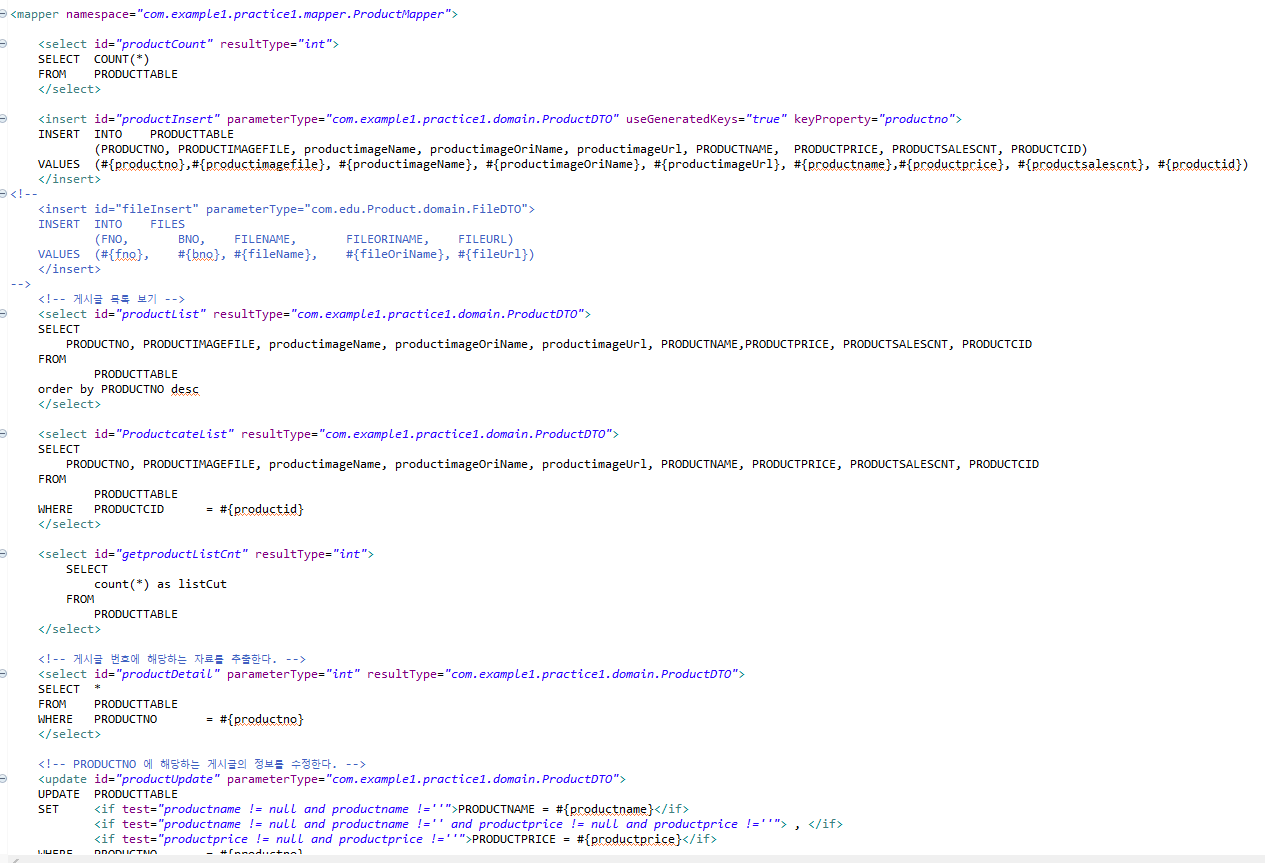 <mapper namespace="com.example1.practice1.mapper.ProductMapper">
<select id="productCount" resultType="int">
SELECT COUNT(*)
FROM PRODUCTTABLE
</select>
<insert id="productInsert" parameterType="com.example1.practice1.domain.ProductDTO" useGeneratedKeys="true" keyProperty="productno">
INSERT INTO PRODUCTTABLE
(PRODUCTNO, PRODUCTIMAGEFILE, productimageName, productimageOriName, productimageUrl, PRODUCTNAME, PRODUCTPRICE, PRODUCTSALESCNT, PRODUCTCID)
VALUES (#{productno},#{productimagefile}, #{productimageName}, #{productimageOriName}, #{productimageUrl}, #{productname},#{productprice}, #{productsalescnt}, #{productid})
</insert>
<!--
<insert id="fileInsert" parameterType="com.edu.Product.domain.FileDTO">
INSERT INTO FILES
(FNO, BNO, FILENAME, FILEORINAME, FILEURL)
VALUES (#{fno}, #{bno}, #{fileName}, #{fileOriName}, #{fileUrl})
</insert>
-->
<!-- 게시글 목록 보기 -->
<select id="productList" resultType="com.example1.practice1.domain.ProductDTO">
SELECT
PRODUCTNO, PRODUCTIMAGEFILE, productimageName, productimageOriName, productimageUrl, PRODUCTNAME,PRODUCTPRICE, PRODUCTSALESCNT, PRODUCTCID
FROM
PRODUCTTABLE
order by PRODUCTNO desc
</select>
<select id="ProductcateList" resultType="com.example1.practice1.domain.ProductDTO">
SELECT
PRODUCTNO, PRODUCTIMAGEFILE, productimageName, productimageOriName, productimageUrl, PRODUCTNAME, PRODUCTPRICE, PRODUCTSALESCNT, PRODUCTCID
FROM
PRODUCTTABLE
WHERE PRODUCTCID = #{productid}
</select>
<select id="getproductListCnt" resultType="int">
SELECT
count(*) as listCut
FROM
PRODUCTTABLE
</select>
<!-- 게시글 번호에 해당하는 자료를 추출한다. -->
<select id="productDetail" parameterType="int" resultType="com.example1.practice1.domain.ProductDTO">
SELECT *
FROM PRODUCTTABLE
WHERE PRODUCTNO = #{productno}
</select>
<!-- PRODUCTNO 에 해당하는 게시글의 정보를 수정한다. -->
<update id="productUpdate" parameterType="com.example1.practice1.domain.ProductDTO">
UPDATE PRODUCTTABLE
SET <if test="productname != null and productname !=''">PRODUCTNAME = #{productname}</if>
<if test="productname != null and productname !='' and productprice != null and productprice !=''"> , </if>
<if test="productprice != null and productprice !=''">PRODUCTPRICE = #{productprice}</if>
WHERE PRODUCTNO = #{productno}